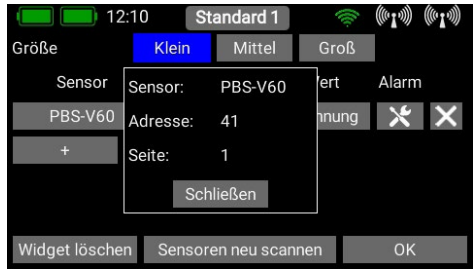 12:10 Standard 1
Größe Klein Mittel Groß
Sensor Alarm
PBS-V60
+
Sensor: PBS-V60
Adresse: 41
Seite: 1
Schließen
Widget löschen Sensoren neu scannen OK